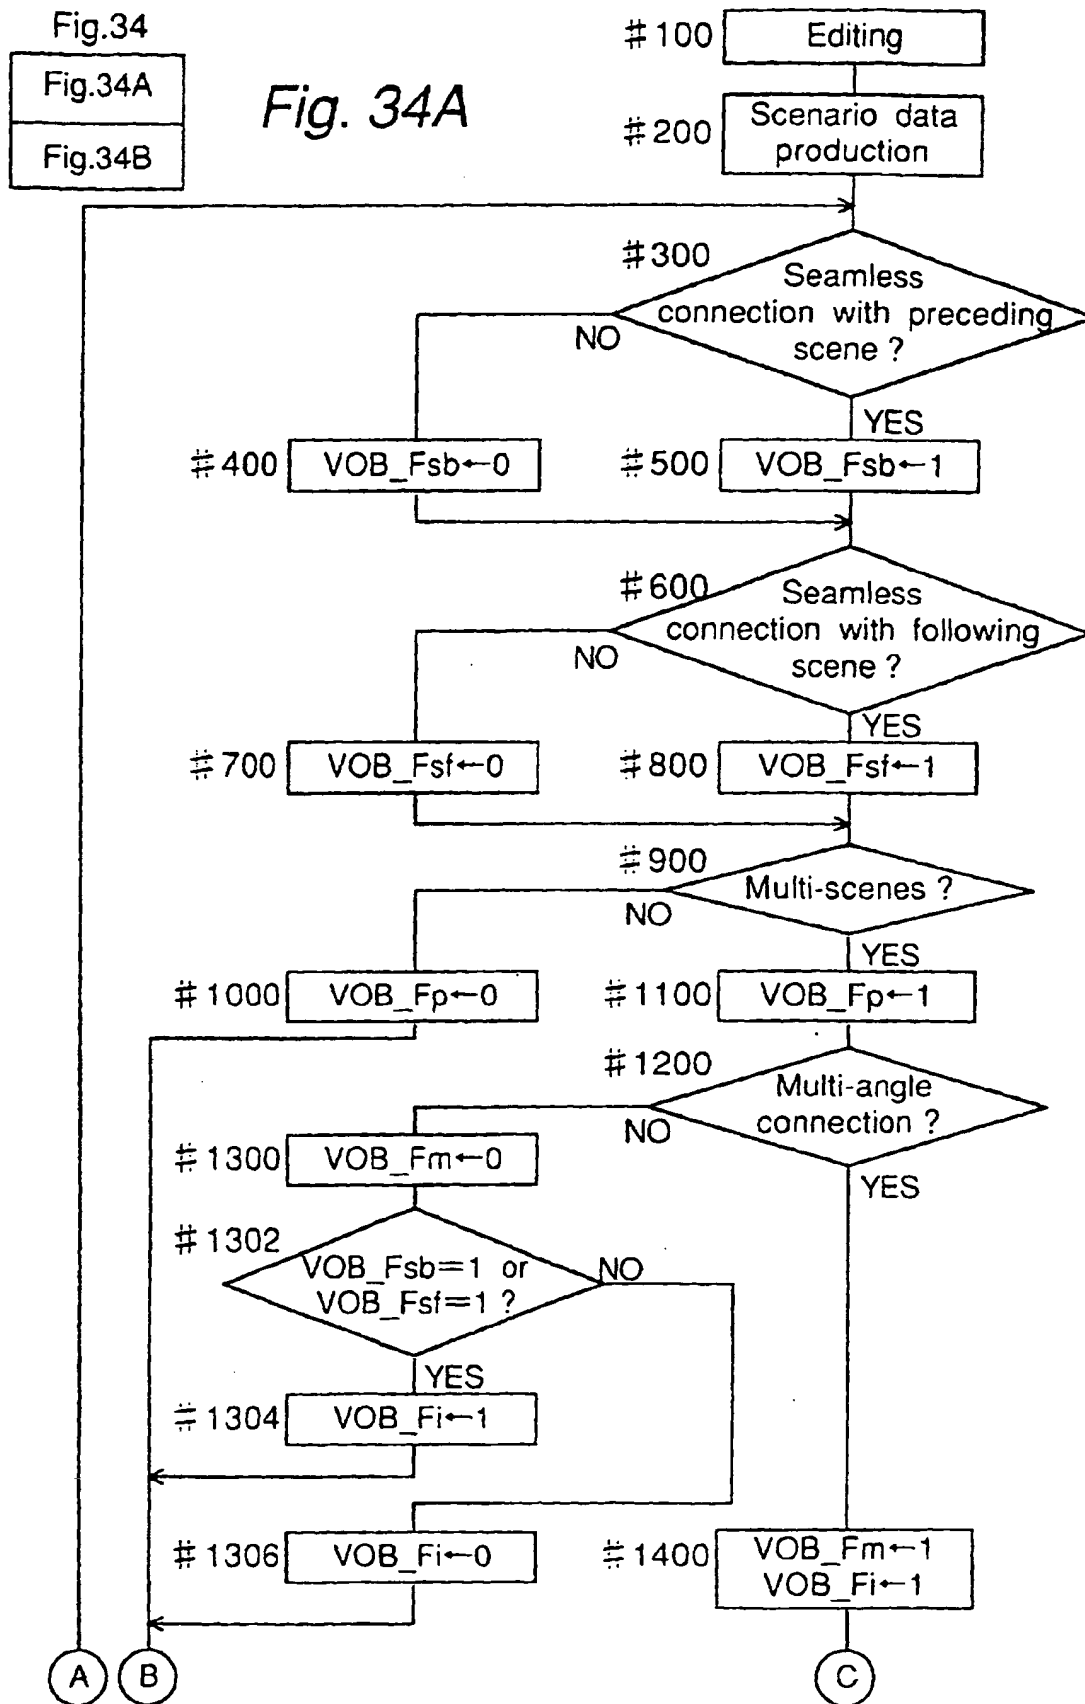 Fig.34
Fig.34A
Fig.34B
Fig. 34A
#100
Editing
#200
Scenario data
production
#300
Seamless
connection with preceding
scene ?
NO
YES
#400
VOB_Fsb←0
#500
VOB_Fsb←1
#600
Seamless
connection with following
scene ?
NO
YES
#700
VOB_Fsf←0
#800
VOB_Fsf←1
#900
Multi-scenes ?
NO
YES
#1000
VOB_Fp←0
#1100
VOB_Fp←1
#1200
Multi-angle
connection ?
NO
YES
#1300
VOB_Fm←0
#1302
VOB_Fsb=1 or
VOB_Fsf=1 ?
NO
YES
#1304
VOB_Fi←1
#1306
VOB_Fi←0
#1400
VOB_Fm←1
VOB_Fi←1
A
B
C